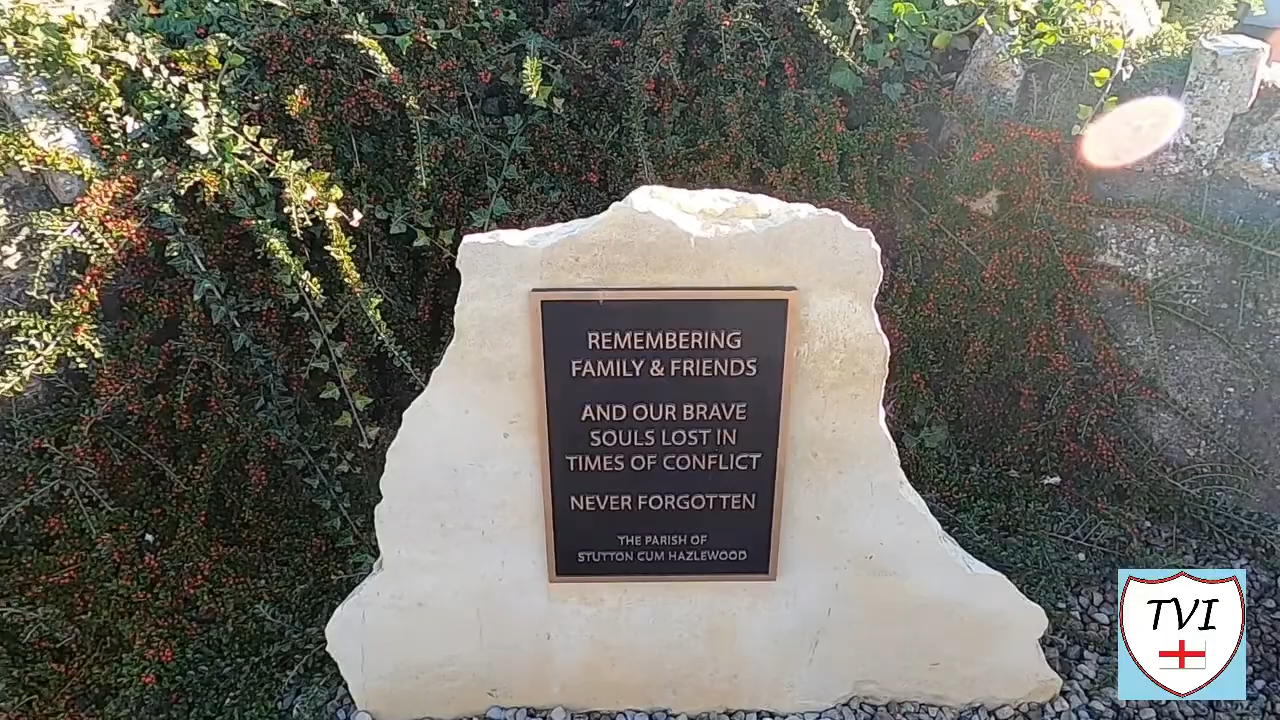 REMEMBERING
FAMILY & FRIENDS
AND OUR BRAVE
SOULS LOST IN
TIMES OF CONFLICT
NEVER FORGOTTEN
THE PARISH OF
STUTTON CUM HAZLEWOOD
TVI